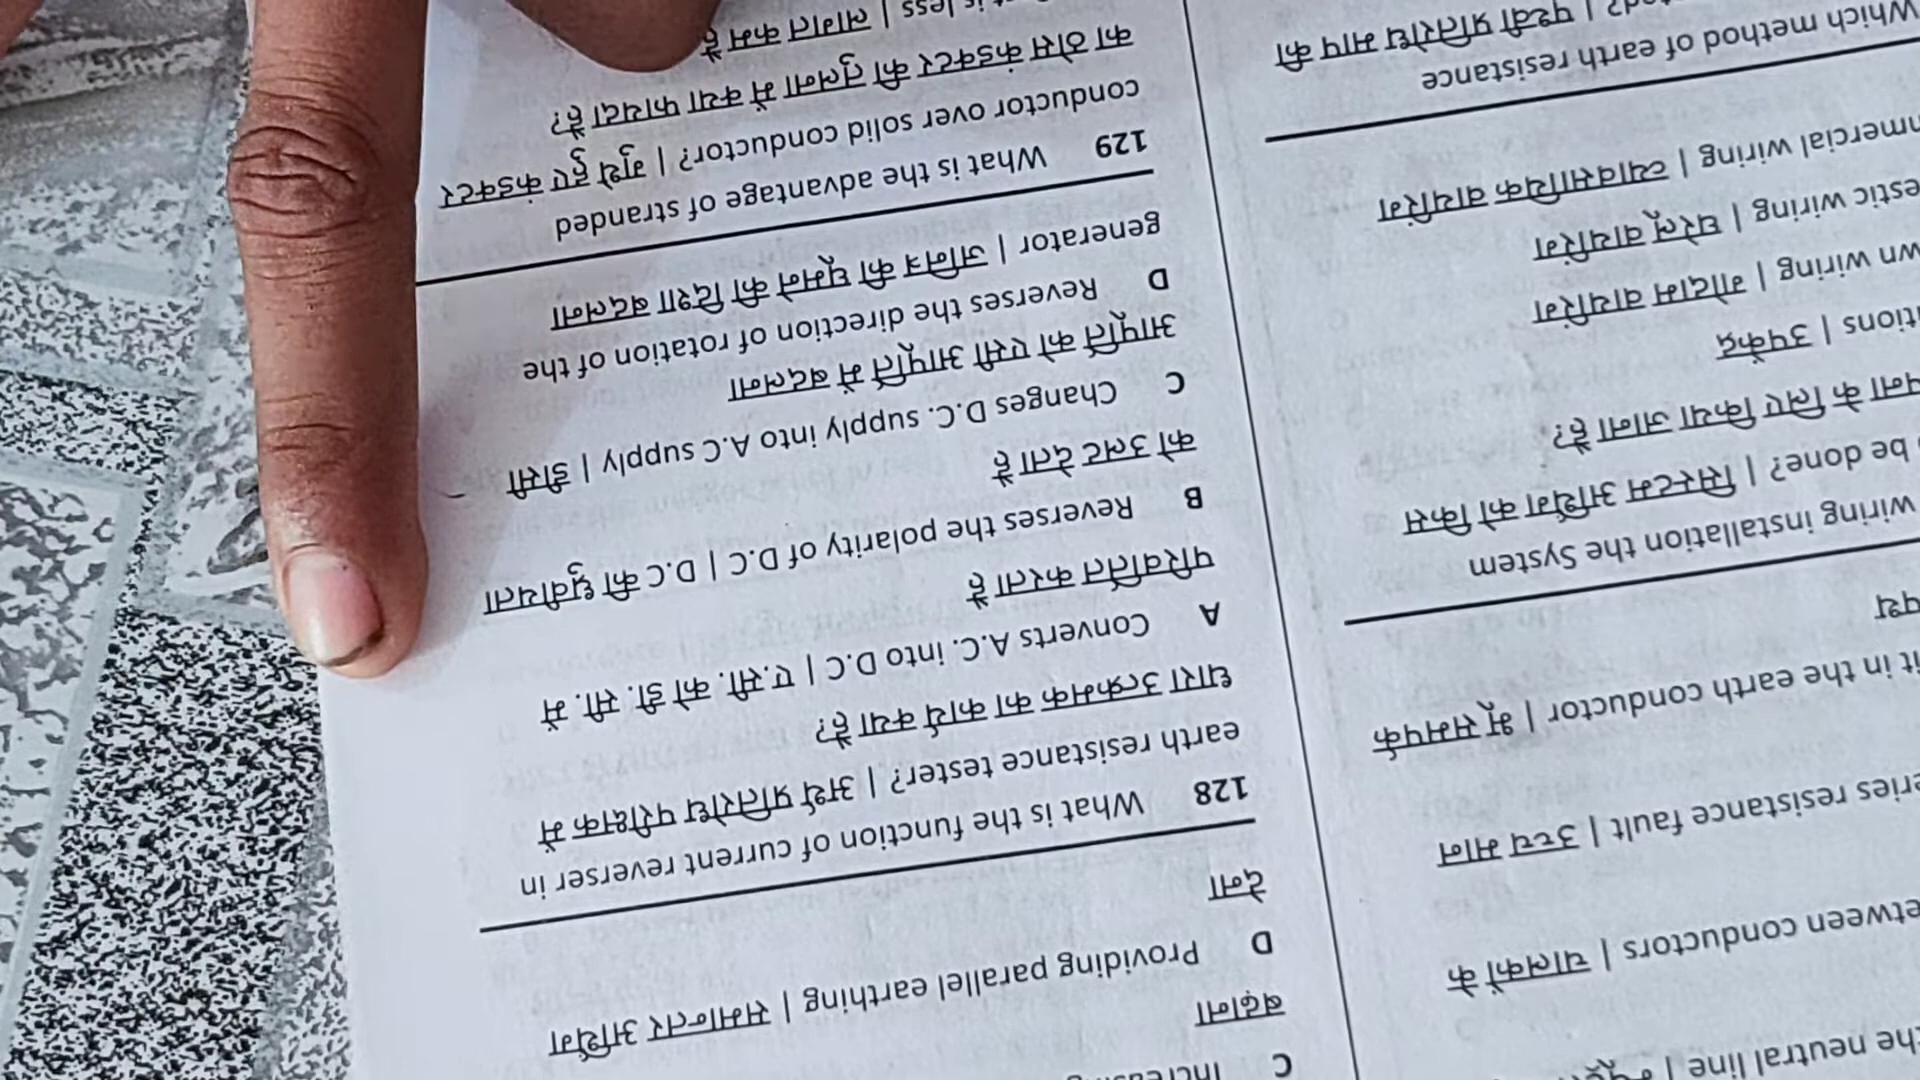 the neutral line |
etween conductors | चालकों के
eries resistance fault | उच्च मान
it in the earth conductor | भू सम्पर्क
पथ
wiring installation the System
be done? | सिस्टम अर्थिंग को किस
के लिए किया जाता है?
tions | उपकेंद्र
wn wiring | गोदाम वायरिंग
estic wiring | घरेलू वायरिंग
mmercial wiring | व्यावसायिक वायरिंग
Which method of earth resistance
पृथ्वी प्रतिरोध माप की
C
बढ़ाना
D Providing parallel earthing | समान्तर अर्थिंग
देना
128 What is the function of current reverser in
earth resistance tester? | अर्थ प्रतिरोध परीक्षक में
धारा उत्क्रमक का कार्य क्या है?
A Converts A.C. into D.C | ए.सी. को डी. सी. में
परिवर्तित करता है
B Reverses the polarity of D.C | D.C की ध्रुवीयता
को उलट देता है
C Changes D.C. supply into A.C supply | डीसी
आपूर्ति को एसी आपूर्ति में बदलना
D Reverses the direction of rotation of the
generator | जनित्र की घूमने की दिशा बदलना
129 What is the advantage of stranded
conductor over solid conductor? | गुथे हुए कंडक्टर
का ठोस कंडक्टर की तुलना में क्या फायदा है?
is less | लागत कम है